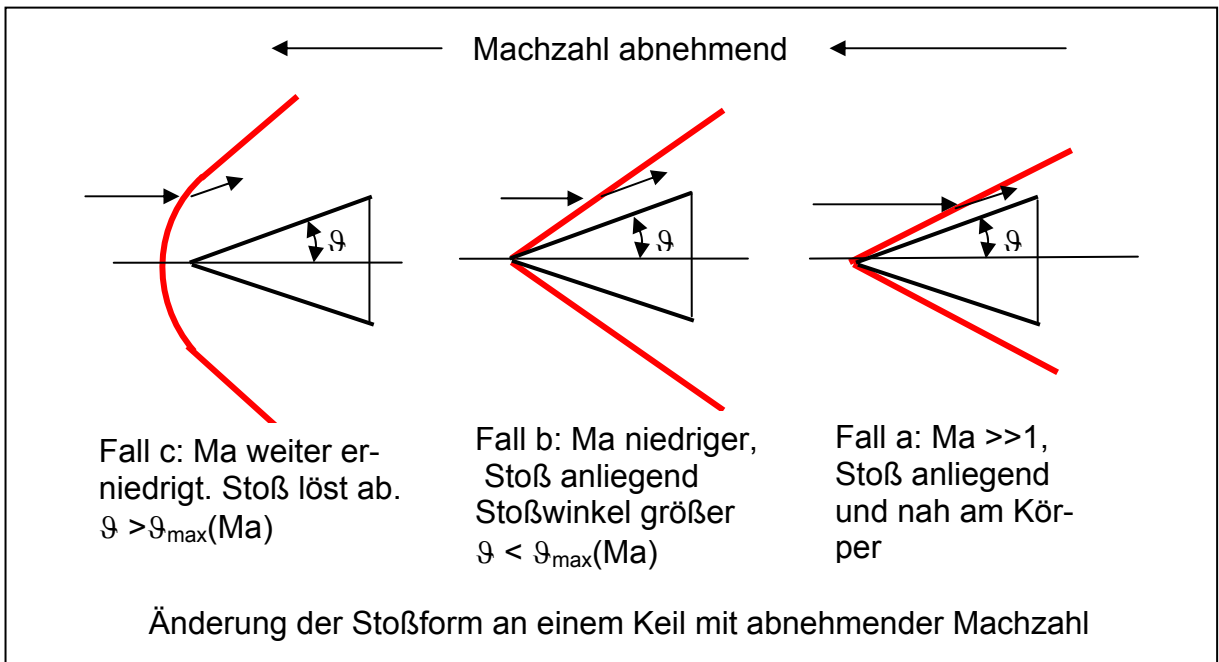 Machzahl abnehmend
ϑ
ϑ
ϑ
Fall c: Ma weiter er-
niedrigt. Stoß löst ab.
ϑ >ϑmax(Ma)
Fall b: Ma niedriger,
Stoß anliegend
Stoßwinkel größer
ϑ < ϑmax(Ma)
Fall a: Ma >>1,
Stoß anliegend
und nah am Kör-
per
Änderung der Stoßform an einem Keil mit abnehmender Machzahl